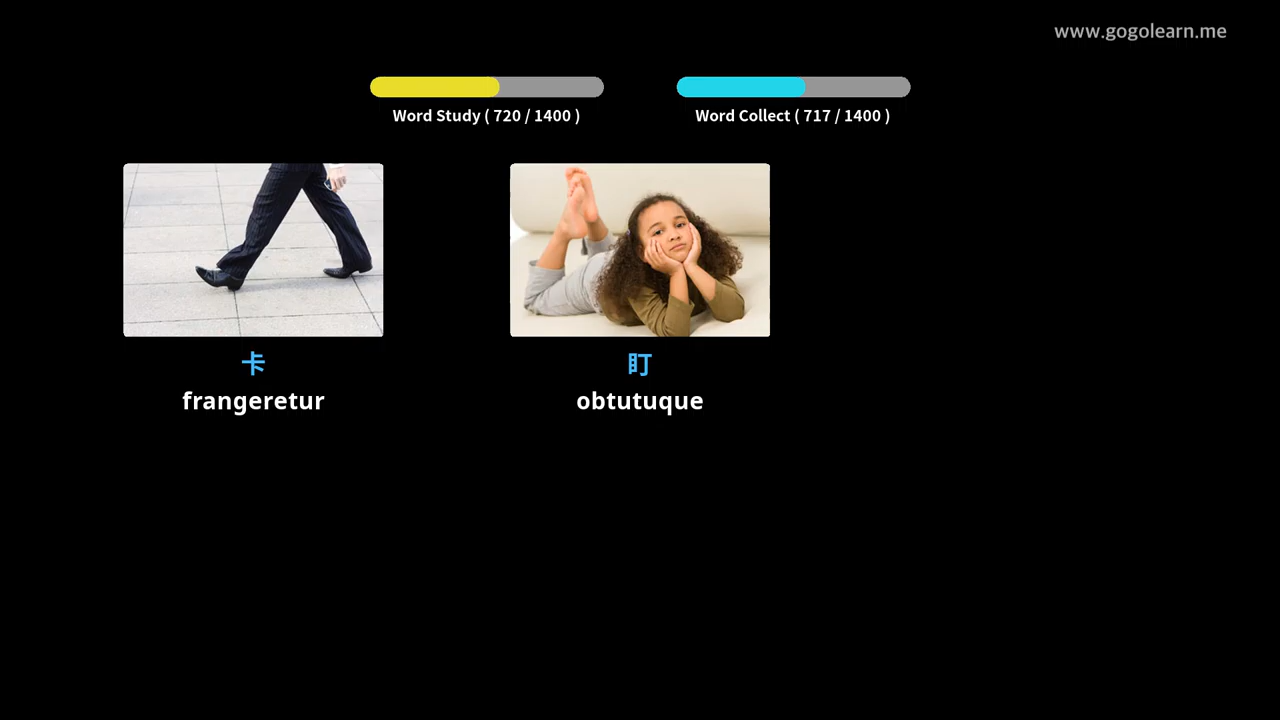 www.gogolearn.me
Word Study ( 720 / 1400 )
Word Collect ( 717 / 1400 )
卡
frangeretur
盯
obtutuque